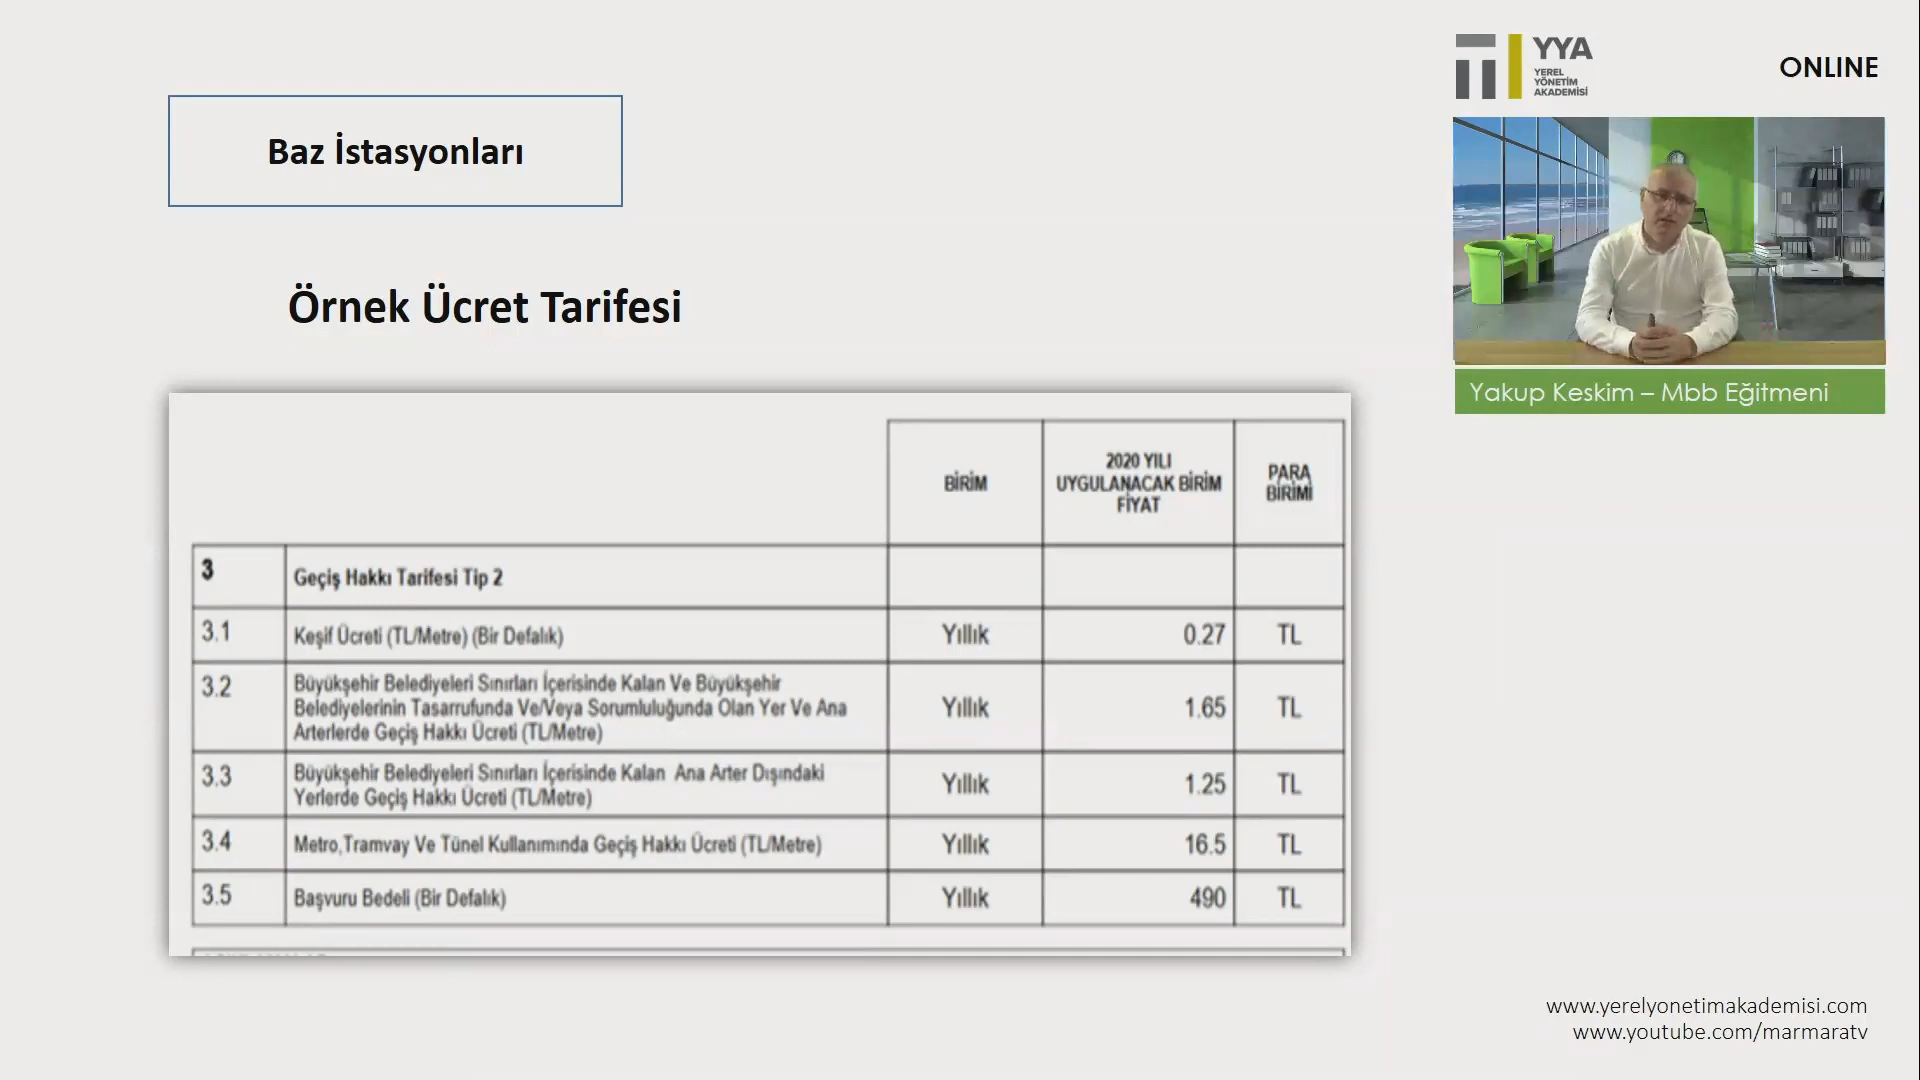 YYA
YEREL
YÖNETİM
AKADEMİSİ
ONLINE
Baz İstasyonları
Örnek Ücret Tarifesi
Yakup Keskim – Mbb Eğitmeni
BİRİM
2020 YILI
UYGULANACAK BİRİM
FİYAT
PARA
BİRİMİ
3 Geçiş Hakkı Tarifesi Tip 2
3.1 Keşif Ücreti (TL/Metre) (Bir Defalık) Yıllık 0.27 TL
3.2 Büyükşehir Belediyeleri Sınırları İçerisinde Kalan Ve Büyükşehir
Belediyelerinin Tasarrufunda Ve/Veya Sorumluluğunda Olan Yer Ve Ana
Arterlerde Geçiş Hakkı Ücreti (TL/Metre) Yıllık 1.65 TL
3.3 Büyükşehir Belediyeleri Sınırları İçerisinde Kalan Ana Arter Dışındaki
Yerlerde Geçiş Hakkı Ücreti (TL/Metre) Yıllık 1.25 TL
3.4 Metro,Tramvay Ve Tünel Kullanımında Geçiş Hakkı Ücreti (TL/Metre) Yıllık 16.5 TL
3.5 Başvuru Bedeli (Bir Defalık) Yıllık 490 TL
www.yerelyonetimakademisi.com
www.youtube.com/marmaratv